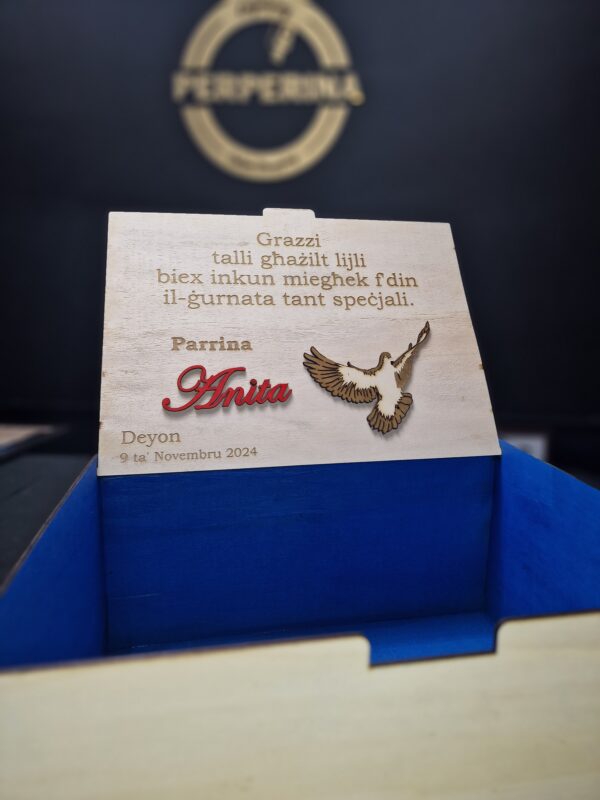 PERPERINA
Grazzi
talli għażilt lijli
biex inkun miegħek f'din
il-ġurnata tant speċjali.
Parrina
Anita
Deyon
9 ta' Novembru 2024